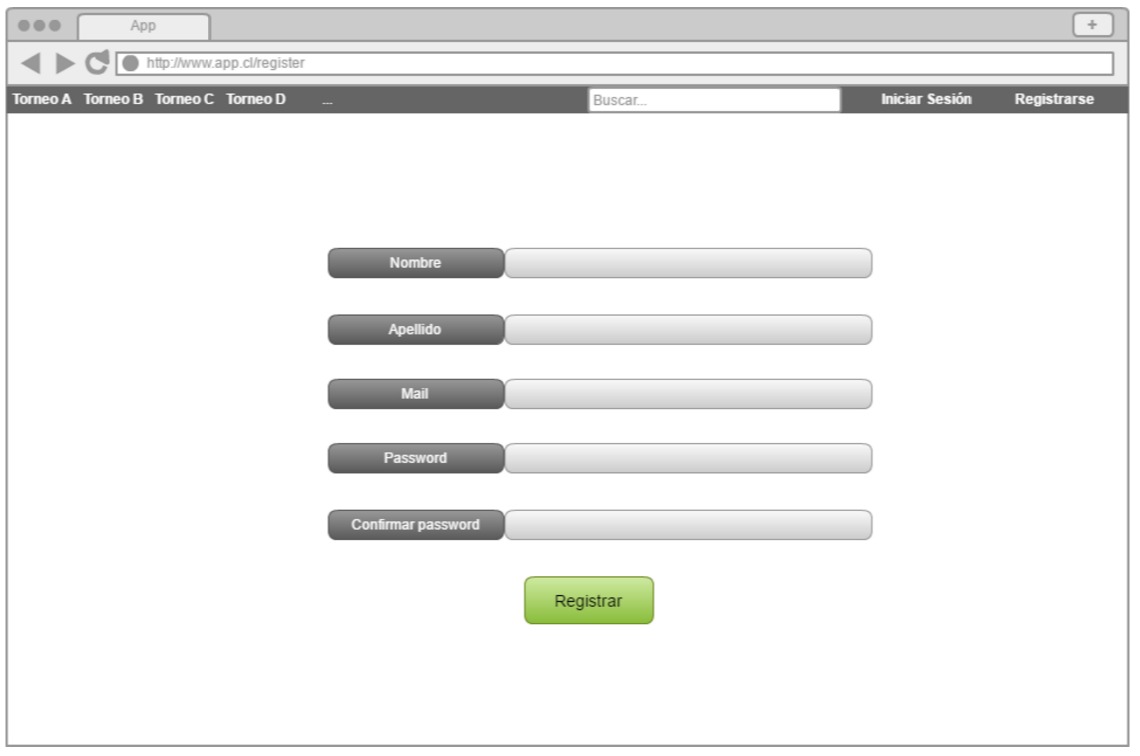 App
+
http://www.app.cl/register
Torneo A Torneo B Torneo C Torneo D ... Buscar... Iniciar Sesión Registrarse
Nombre
Apellido
Mail
Password
Confirmar password
Registrar